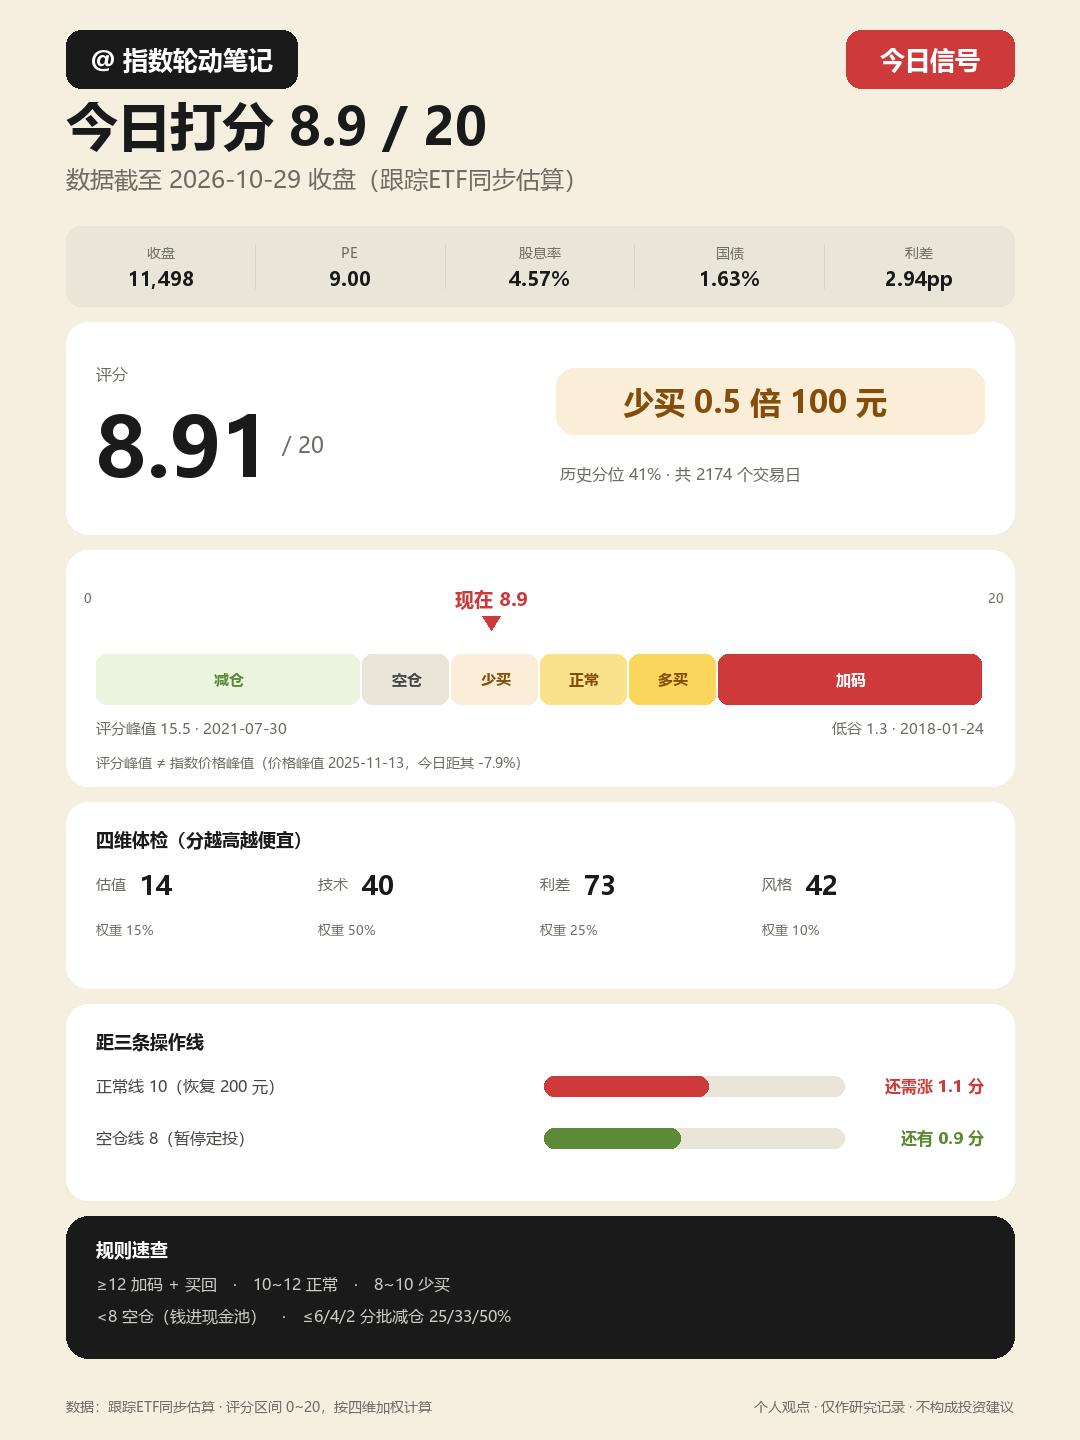 @ 指数轮动笔记
今日信号
今日打分 8.9 / 20
数据截至 2026-10-29 收盘（跟踪ETF同步估算）
收盘 PE 股息率 国债 利差
11,498 9.00 4.57% 1.63% 2.94pp
评分
8.91 / 20
少买 0.5 倍 100 元
历史分位 41% · 共 2174 个交易日
0 现在 8.9 20
减仓 空仓 少买 正常 多买 加码
评分峰值 15.5 · 2021-07-30 低谷 1.3 · 2018-01-24
评分峰值 ≠ 指数价格峰值（价格峰值 2025-11-13，今日距其 -7.9%）
四维体检（分越高越便宜）
估值 14 技术 40 利差 73 风格 42
权重 15% 权重 50% 权重 25% 权重 10%
距三条操作线
正常线 10（恢复 200 元） 还需涨 1.1 分
空仓线 8（暂停定投） 还有 0.9 分
规则速查
≥12 加码 + 买回 · 10~12 正常 · 8~10 少买
<8 空仓（钱进现金池） · ≤6/4/2 分批减仓 25/33/50%
数据：跟踪ETF同步估算 · 评分区间 0~20，按四维加权计算 个人观点 · 仅作研究记录 · 不构成投资建议